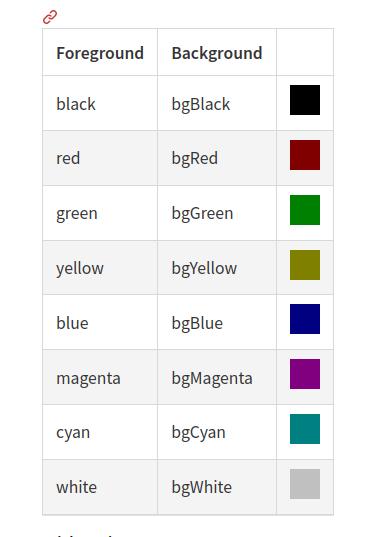 Foreground Background
black bgBlack
red bgRed
green bgGreen
yellow bgYellow
blue bgBlue
magenta bgMagenta
cyan bgCyan
white bgWhite